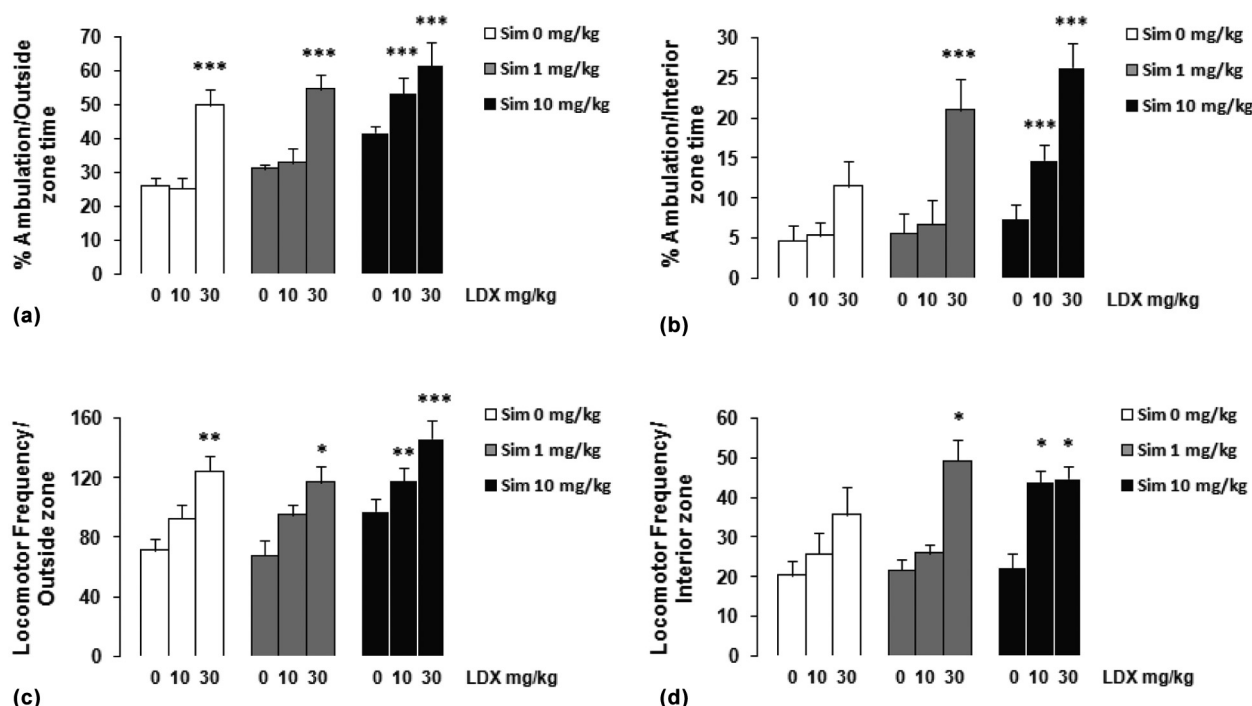 % Ambulation/Outside
zone time
70
60
50
40
30
20
10
0
***
***
***
***
Sim 0 mg/kg
Sim 1 mg/kg
Sim 10 mg/kg
0 10 30 0 10 30 0 10 30 LDX mg/kg
(a)
% Ambulation/Interior
zone time
30
25
20
15
10
5
0
***
***
***
Sim 0 mg/kg
Sim 1 mg/kg
Sim 10 mg/kg
0 10 30 0 10 30 0 10 30 LDX mg/kg
(b)
Locomotor Frequency/
Outside zone
160
120
80
40
0
**
*
**
***
Sim 0 mg/kg
Sim 1 mg/kg
Sim 10 mg/kg
0 10 30 0 10 30 0 10 30 LDX mg/kg
(c)
Locomotor Frequency/
Interior zone
60
50
40
30
20
10
0
*
*
*
Sim 0 mg/kg
Sim 1 mg/kg
Sim 10 mg/kg
0 10 30 0 10 30 0 10 30 LDX mg/kg
(d)